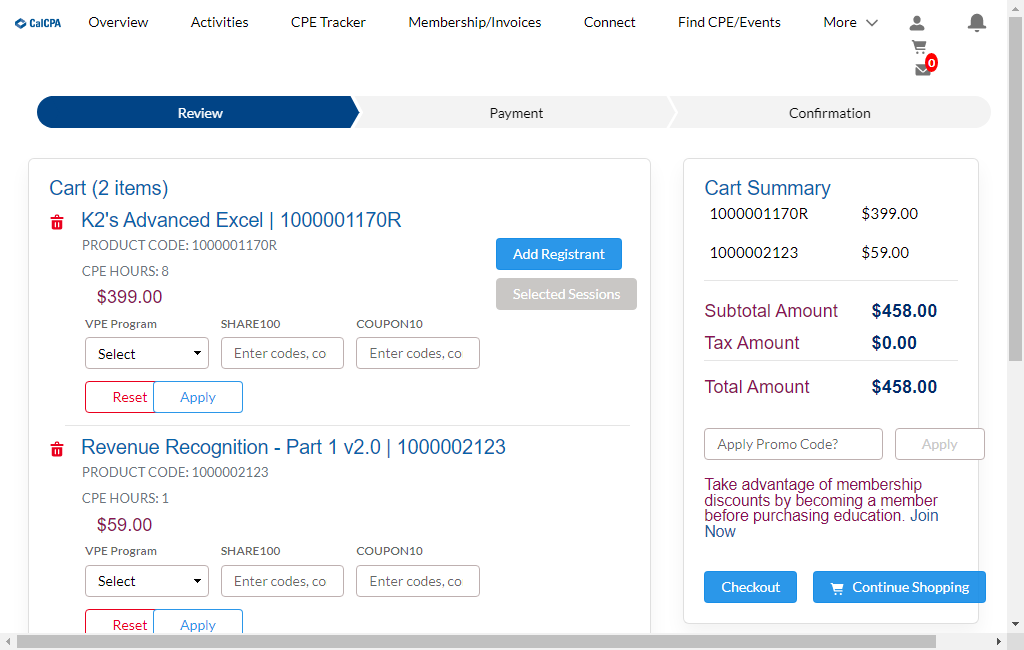 CalCPA Overview Activities CPE Tracker Membership/Invoices Connect Find CPE/Events More
0
Review Payment Confirmation
Cart (2 items)
K2's Advanced Excel | 1000001170R
PRODUCT CODE: 1000001170R
Add Registrant
CPE HOURS: 8
Selected Sessions
$399.00
VPE Program SHARE100 COUPON10
Select Enter codes, co Enter codes, co
Reset Apply
Revenue Recognition - Part 1 v2.0 | 1000002123
PRODUCT CODE: 1000002123
CPE HOURS: 1
$59.00
VPE Program SHARE100 COUPON10
Select Enter codes, co Enter codes, co
Reset Apply
Cart Summary
1000001170R $399.00
1000002123 $59.00
Subtotal Amount $458.00
Tax Amount $0.00
Total Amount $458.00
Apply Promo Code? Apply
Take advantage of membership
discounts by becoming a member
before purchasing education. Join
Now
Checkout Continue Shopping